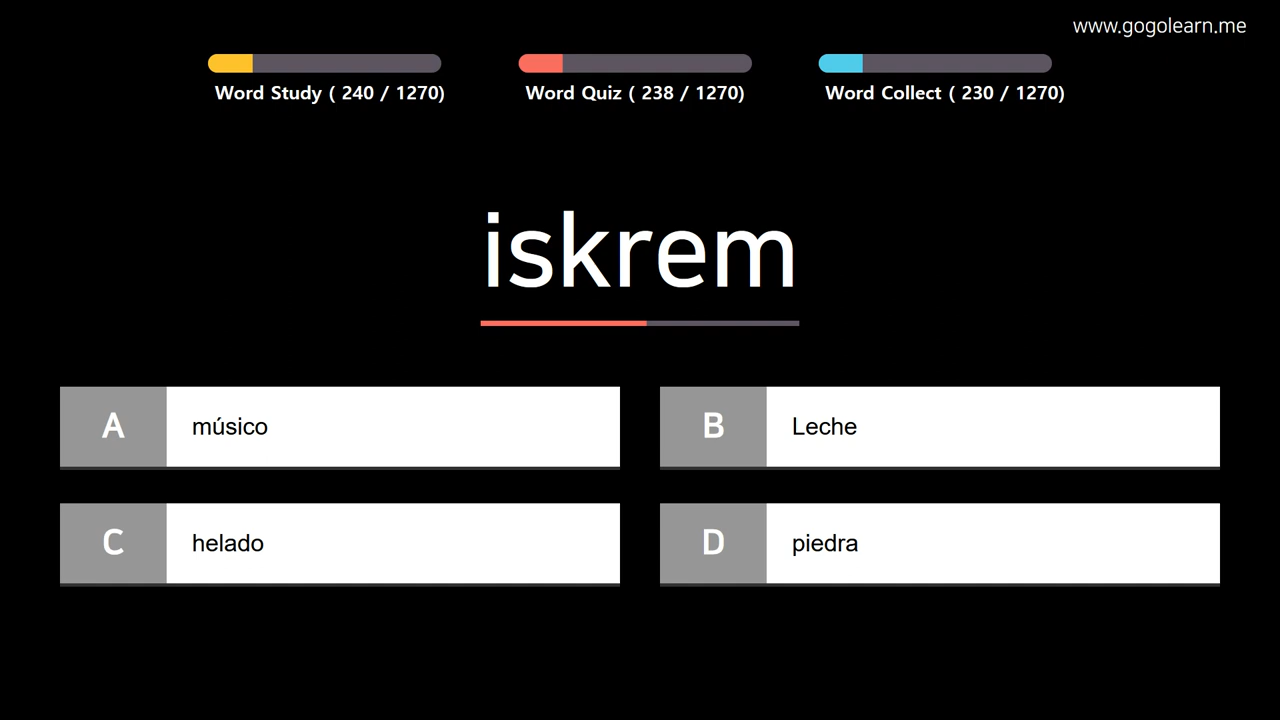 www.gogolearn.me
Word Study ( 240 / 1270)
Word Quiz ( 238 / 1270)
Word Collect ( 230 / 1270)
iskrem
A músico
B Leche
C helado
D piedra